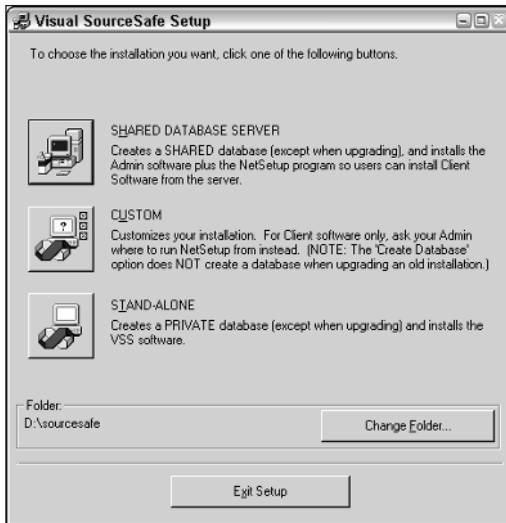 Visual SourceSafe Setup
To choose the installation you want, click one of the following buttons.
SHARED DATABASE SERVER
Creates a SHARED database (except when upgrading), and installs the
Admin software plus the NetSetup program so users can install Client
Software from the server.
?
CUSTOM
Customizes your installation. For Client software only, ask your Admin
where to run NetSetup from instead. (NOTE: The 'Create Database'
option does NOT create a database when upgrading an old installation.)
STAND-ALONE
Creates a PRIVATE database (except when upgrading) and installs the
VSS software.
Folder:
D:\sourcesafe
Change Folder...
Exit Setup